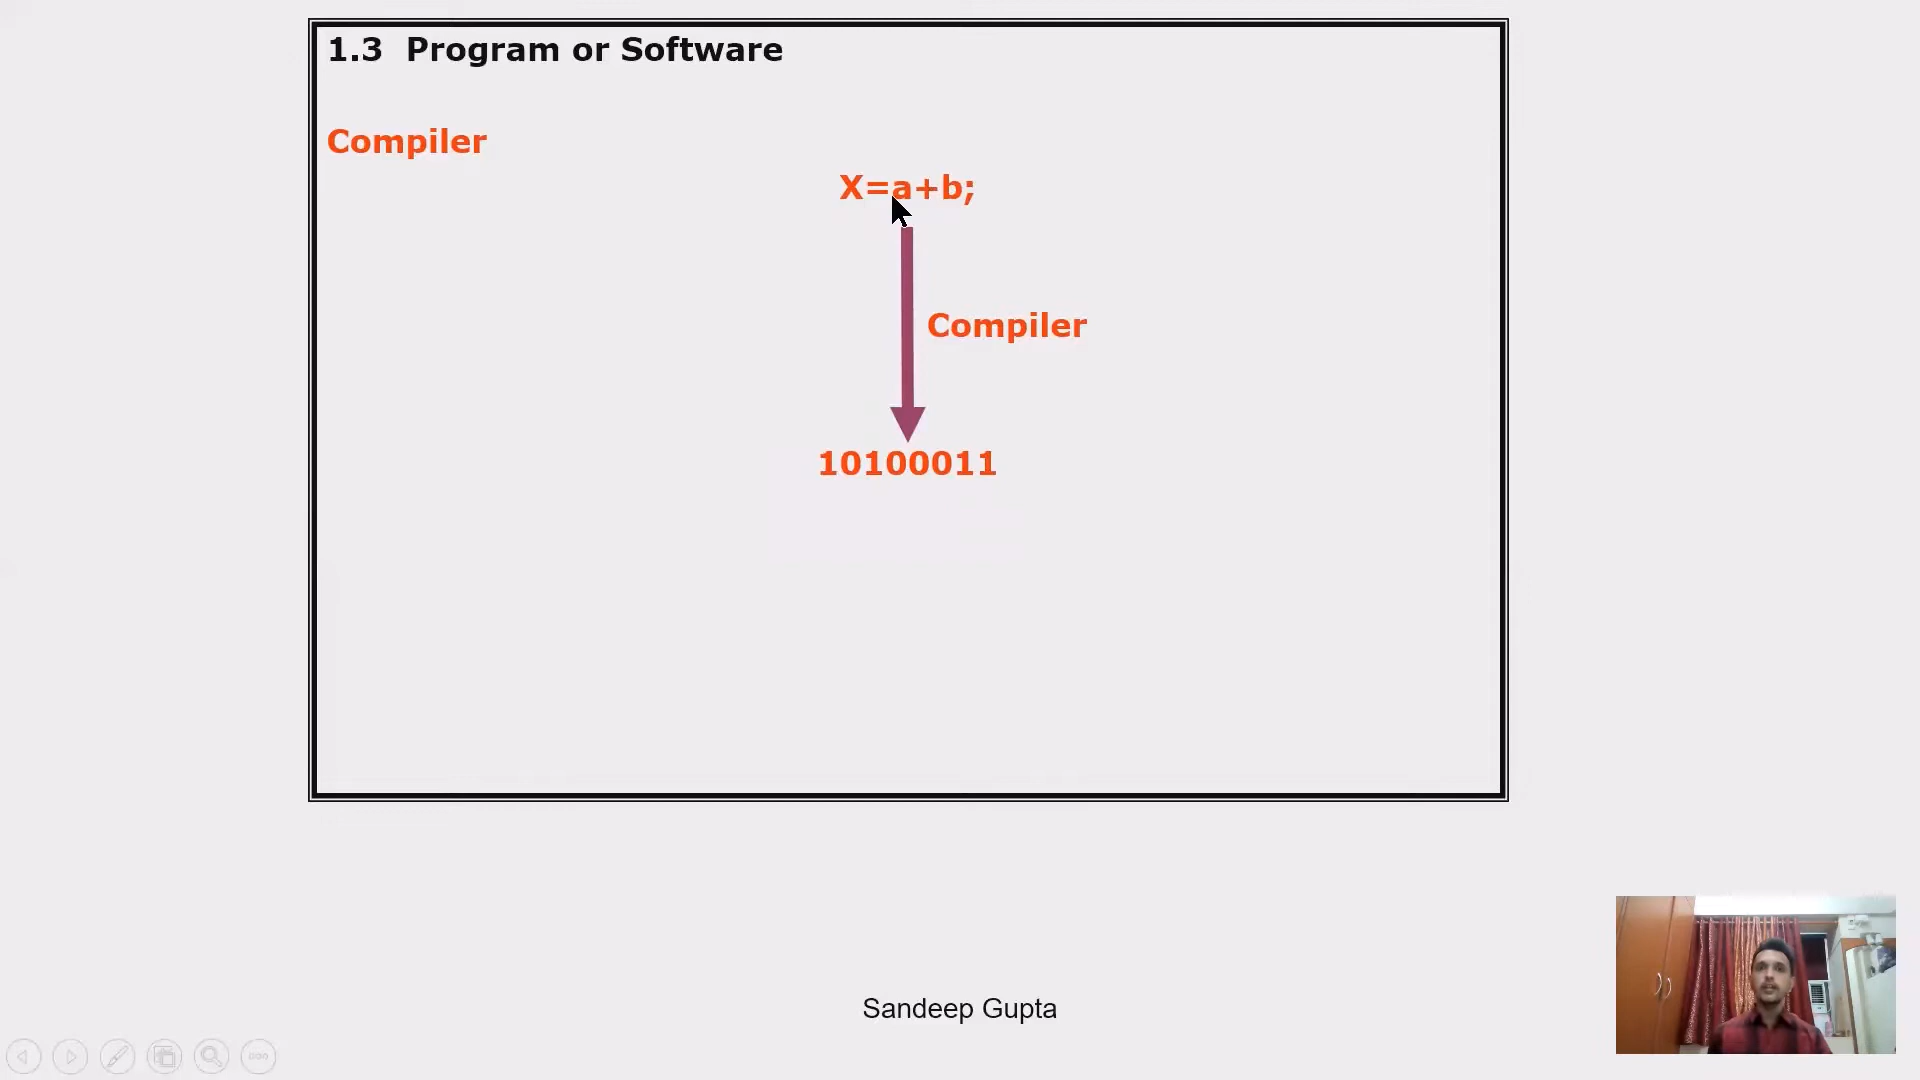 1.3 Program or Software
Compiler
X=a+b;
Compiler
10100011
Sandeep Gupta